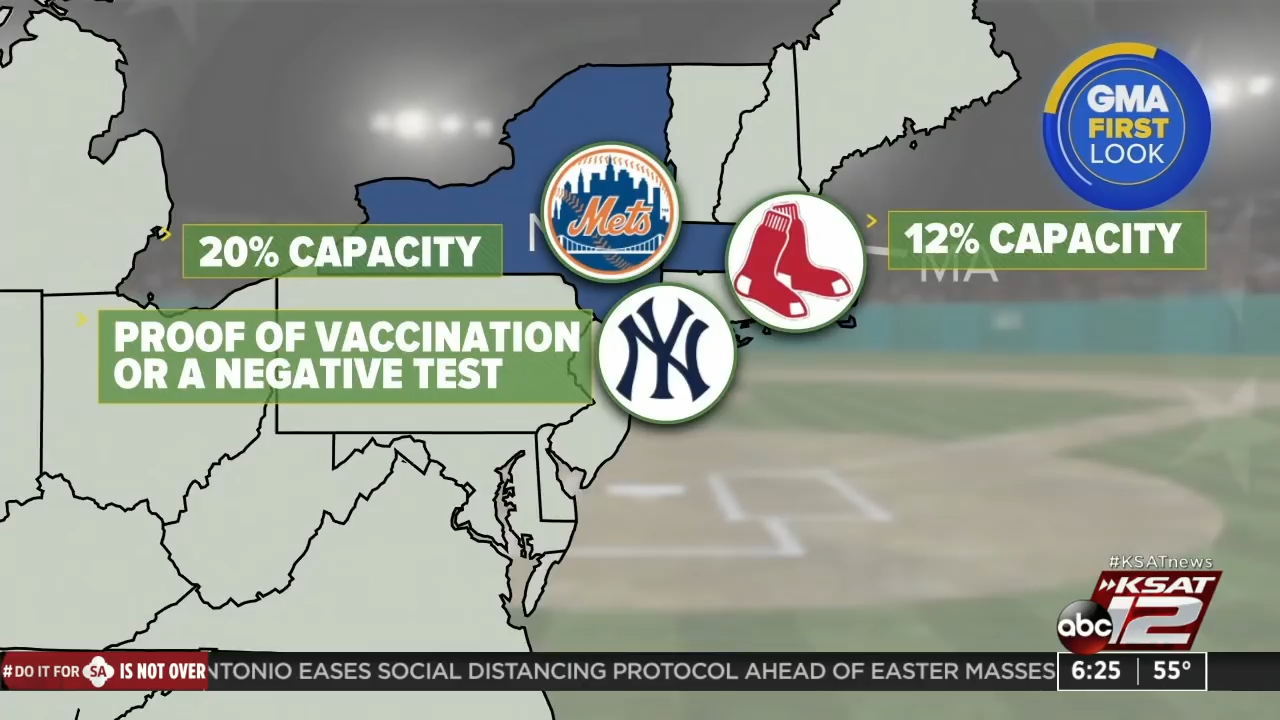 GMA
FIRST
LOOK
Mets
20% CAPACITY
12% CAPACITY
MA
PROOF OF VACCINATION
OR A NEGATIVE TEST
NY
#KSATnews
KSAT
abc 12
#DO IT FOR SA IS NOT OVER
NTONIO EASES SOCIAL DISTANCING PROTOCOL AHEAD OF EASTER MASSES
6:25 55°